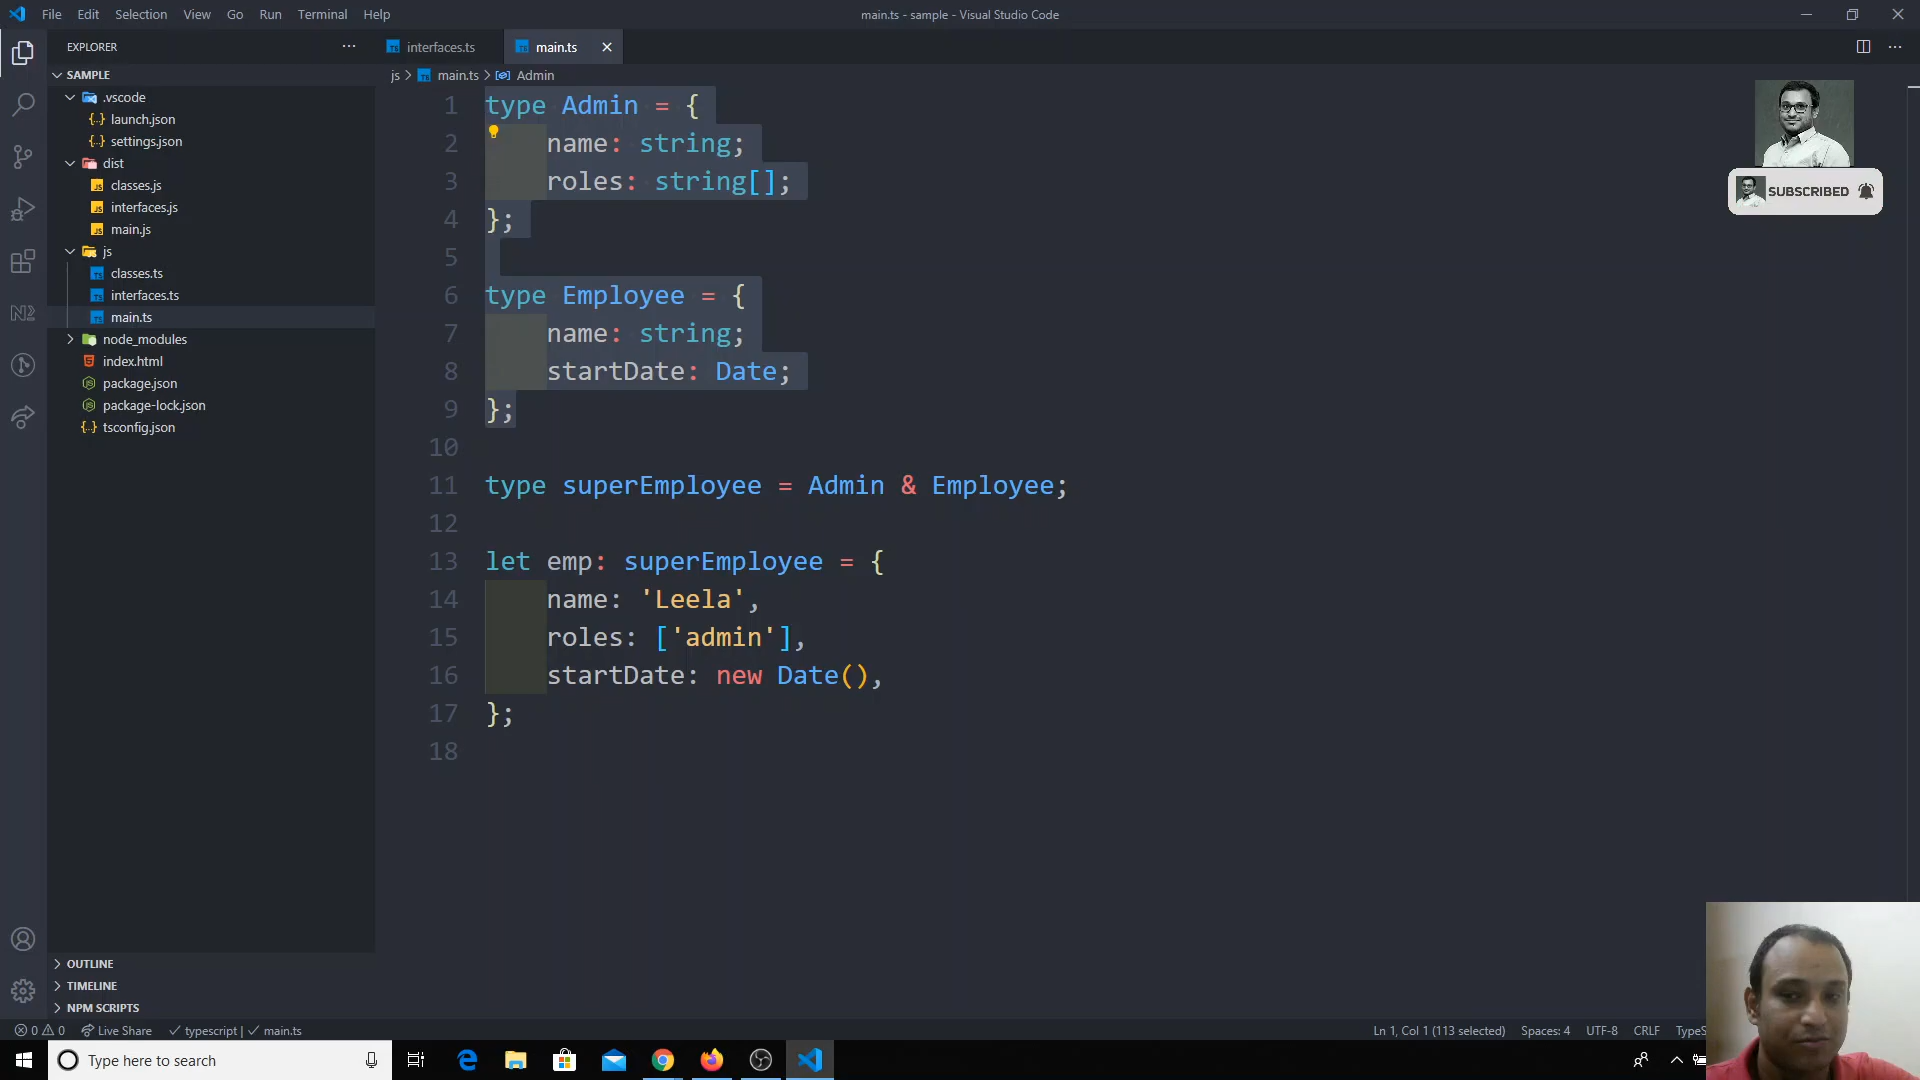 File Edit Selection View Go Run Terminal Help
main.ts - sample - Visual Studio Code
EXPLORER
SAMPLE
.vscode
launch.json
settings.json
dist
classes.js
interfaces.js
main.js
js
classes.ts
interfaces.ts
main.ts
node_modules
index.html
package.json
package-lock.json
tsconfig.json
OUTLINE
TIMELINE
NPM SCRIPTS
interfaces.ts
main.ts
js > main.ts > Admin
1 type Admin = {
2 name: string;
3 roles: string[];
4 };
5
6 type Employee = {
7 name: string;
8 startDate: Date;
9 };
10
11 type superEmployee = Admin & Employee;
12
13 let emp: superEmployee = {
14 name: 'Leela',
15 roles: ['admin'],
16 startDate: new Date(),
17 };
18
SUBSCRIBED
0 0 Live Share typescript | main.ts
Ln 1, Col 1 (113 selected) Spaces: 4 UTF-8 CRLF TypeS
Type here to search